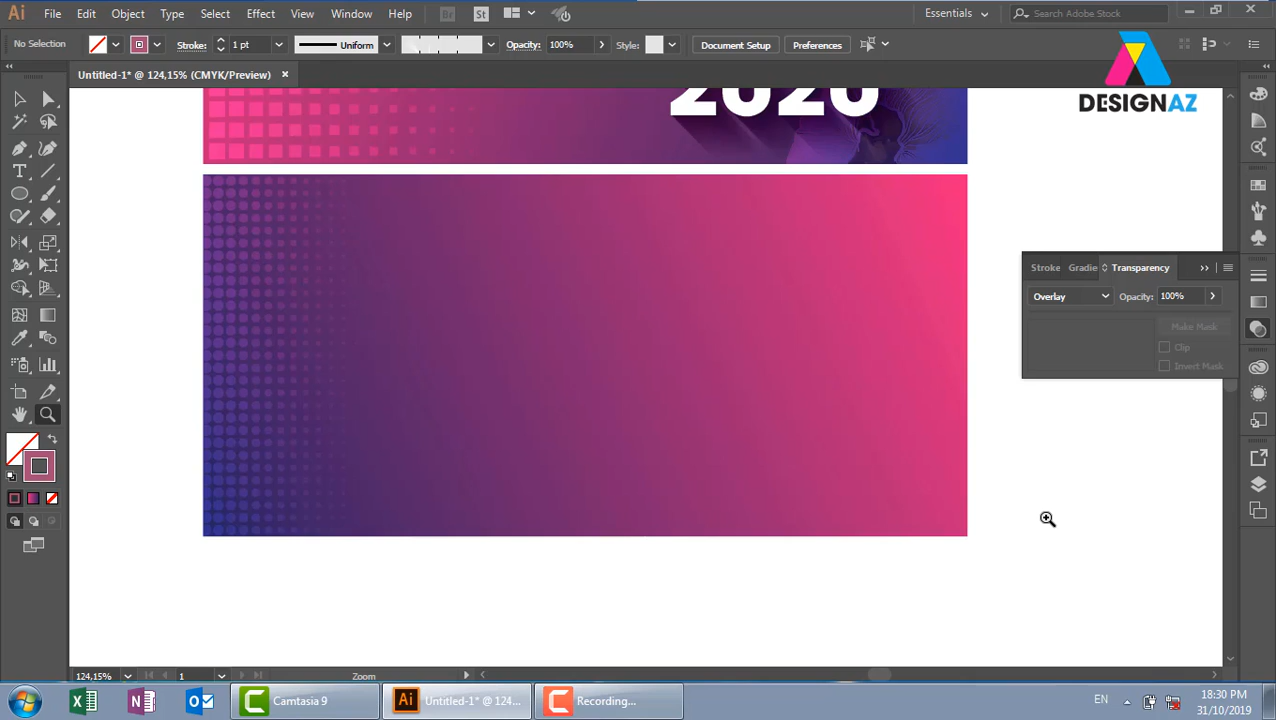 Ai File Edit Object Type Select Effect View Window Help Br St Essentials Search Adobe Stock
No Selection Stroke: 1 pt Uniform Opacity: 100% Style: Document Setup Preferences
Untitled-1* @ 124,15% (CMYK/Preview)
DESIGNAZ
2020
Stroke Gradie Transparency
Overlay Opacity: 100%
Make Mask
Clip
Invert Mask
124,15% 1 Zoom
Camtasia 9 Ai Untitled-1* @ 124... Recording... EN 18:30 PM
31/10/2019